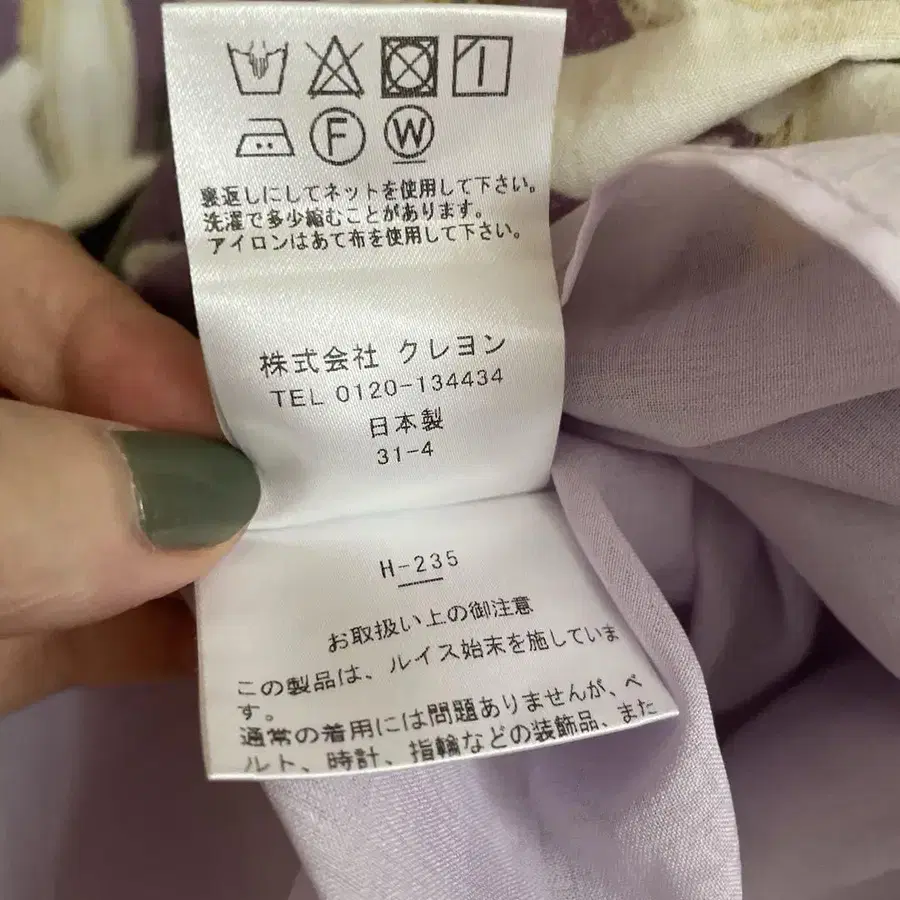 F W
裏返しにしてネットを使用して下さい。
洗濯で多少縮むことがあります。
アイロンはあて布を使用して下さい。
株式会社 クレヨン
TEL 0120-134434
日本製
31-4
H-235
お取扱い上の御注意
この製品は、ルイス始末を施していま
す。
通常の着用には問題ありませんが、ベ
ルト、時計、指輪などの装飾品、また